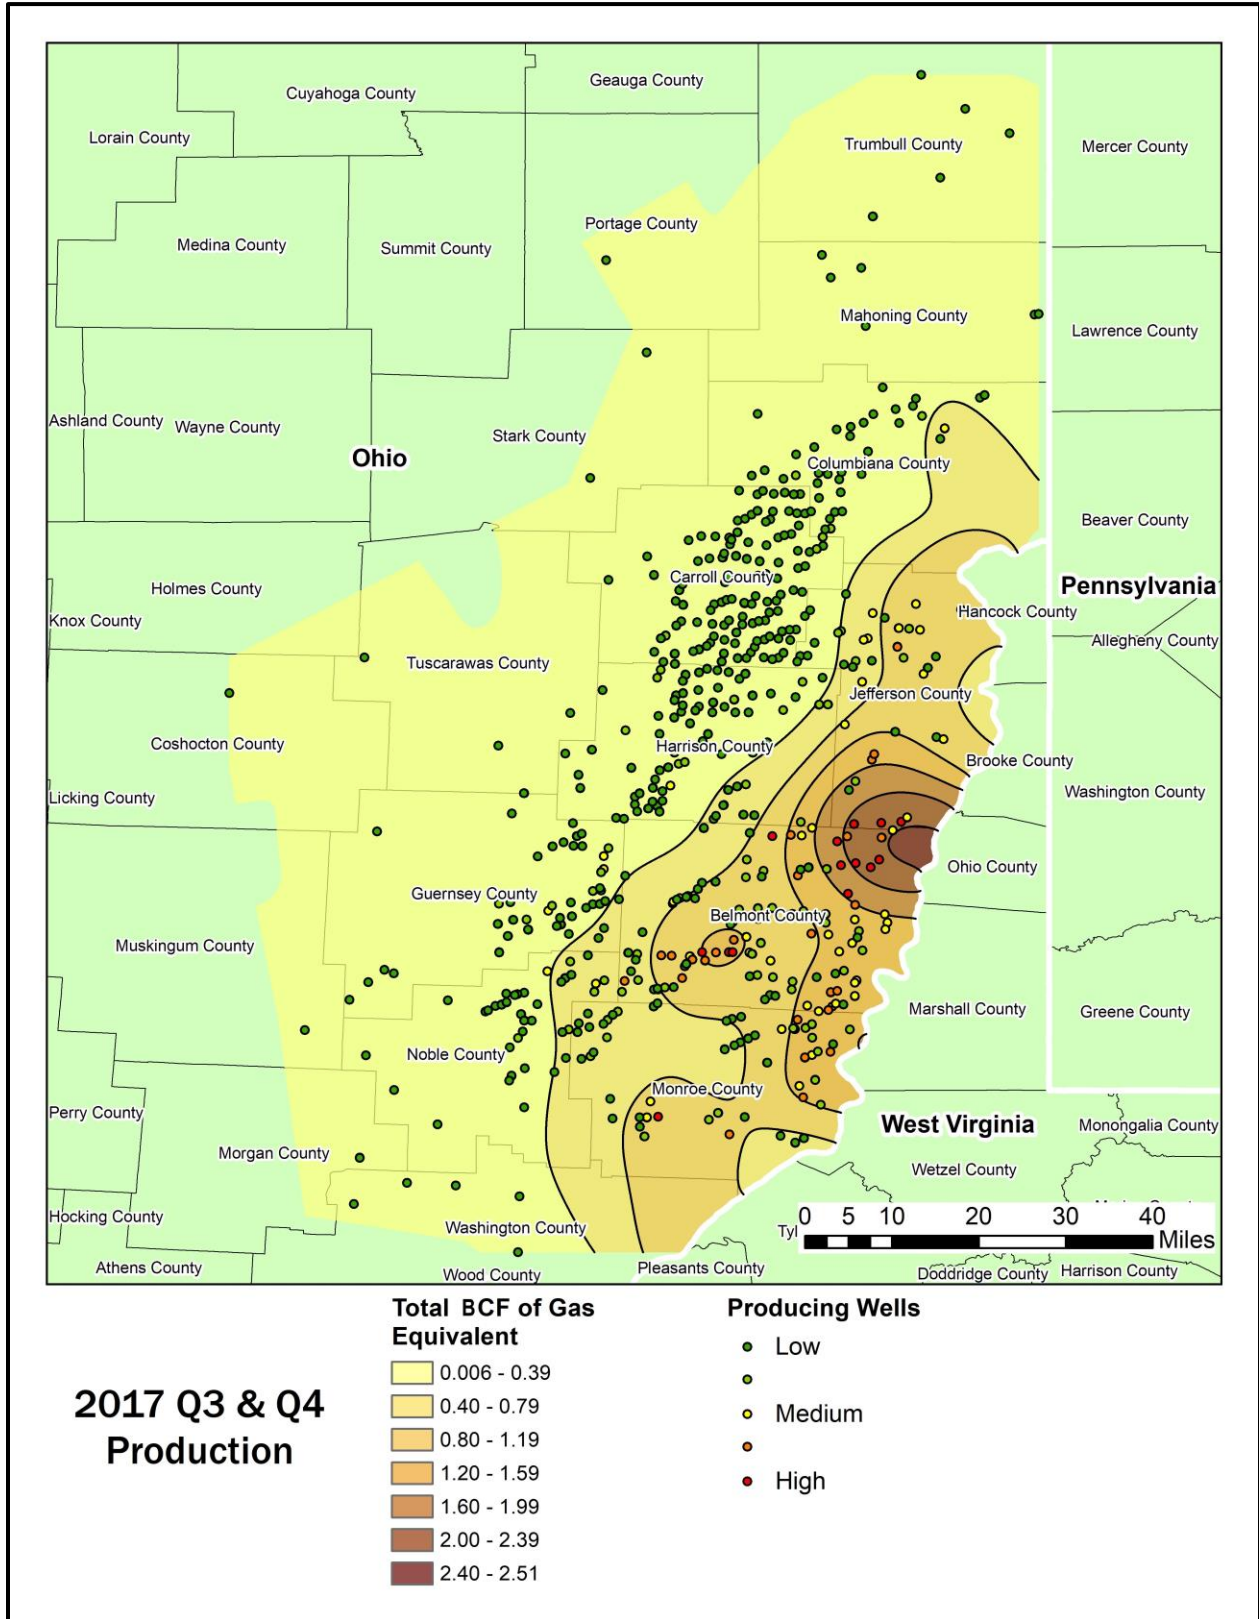 Geauga County
Cuyahoga County
Lorain County
Trumbull County
Mercer County
Portage County
Medina County
Summit County
Mahoning County
Lawrence County
Ashland County
Wayne County
Stark County
Ohio
Columbiana County
Beaver County
Holmes County
Carroll County
Pennsylvania
Hancock County
Knox County
Allegheny County
Tuscarawas County
Jefferson County
Coshocton County
Harrison County
Brooke County
Licking County
Washington County
Ohio County
Guernsey County
Belmont County
Muskingum County
Marshall County
Greene County
Noble County
Monroe County
Perry County
West Virginia
Monongalia County
Morgan County
Wetzel County
Hocking County
Washington County
0 5 10 20 30 40
Miles
Athens County
Wood County
Pleasants County
Doddridge County
Harrison County
2017 Q3 & Q4
Production
Total BCF of Gas
Equivalent
0.006 - 0.39
0.40 - 0.79
0.80 - 1.19
1.20 - 1.59
1.60 - 1.99
2.00 - 2.39
2.40 - 2.51
Producing Wells
Low
Medium
High